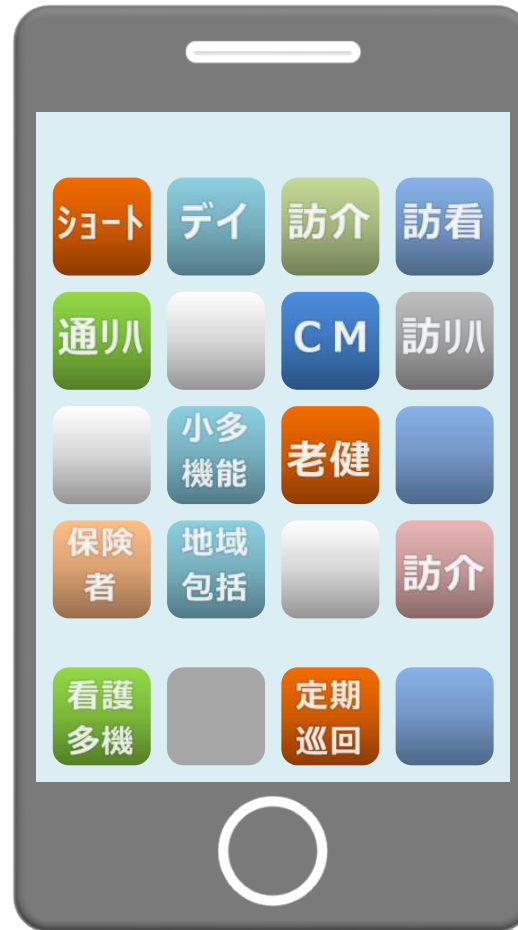 ｼｮｰﾄ
デイ
訪介
訪看
通ﾘﾊ
ＣＭ
訪ﾘﾊ
小多
機能
老健
保険
者
地域
包括
訪介
看護
多機
定期
巡回